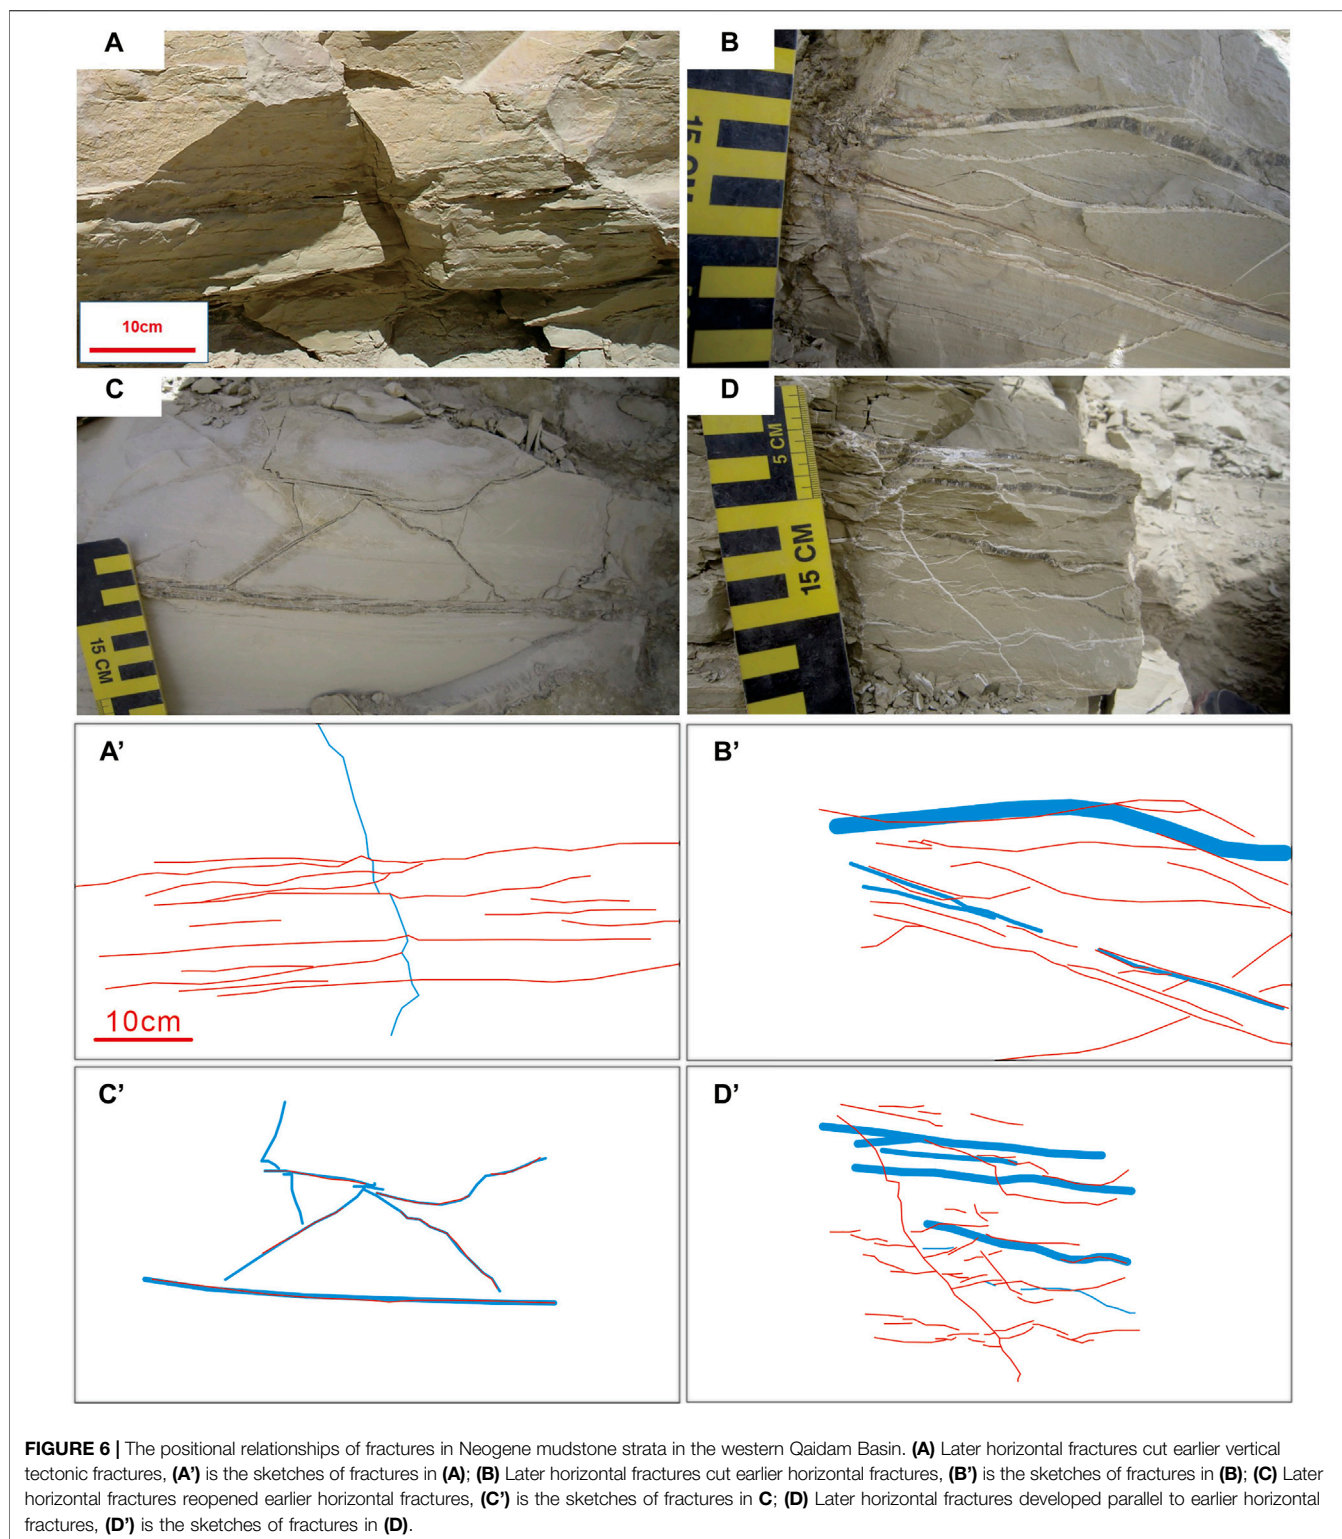 A
10cm
B
15 CM
C
15 CM
D
5 CM
15 CM
A’
10cm
B’
C’
D’
FIGURE 6 | The positional relationships of fractures in Neogene mudstone strata in the western Qaidam Basin. (A) Later horizontal fractures cut earlier vertical
tectonic fractures, (A’) is the sketches of fractures in (A); (B) Later horizontal fractures cut earlier horizontal fractures, (B’) is the sketches of fractures in (B); (C) Later
horizontal fractures reopened earlier horizontal fractures, (C’) is the sketches of fractures in C; (D) Later horizontal fractures developed parallel to earlier horizontal
fractures, (D’) is the sketches of fractures in (D).